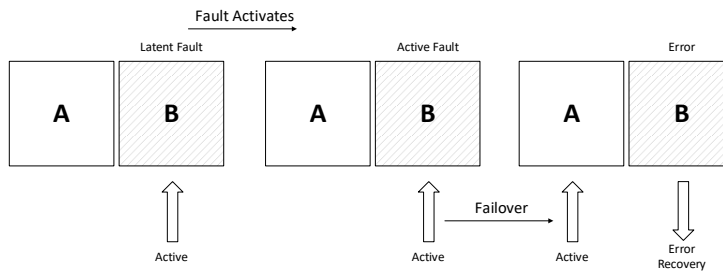 Fault Activates
Latent Fault
Active Fault
Error
A
B
A
B
A
B
Failover
Active
Active
Active
Error
Recovery